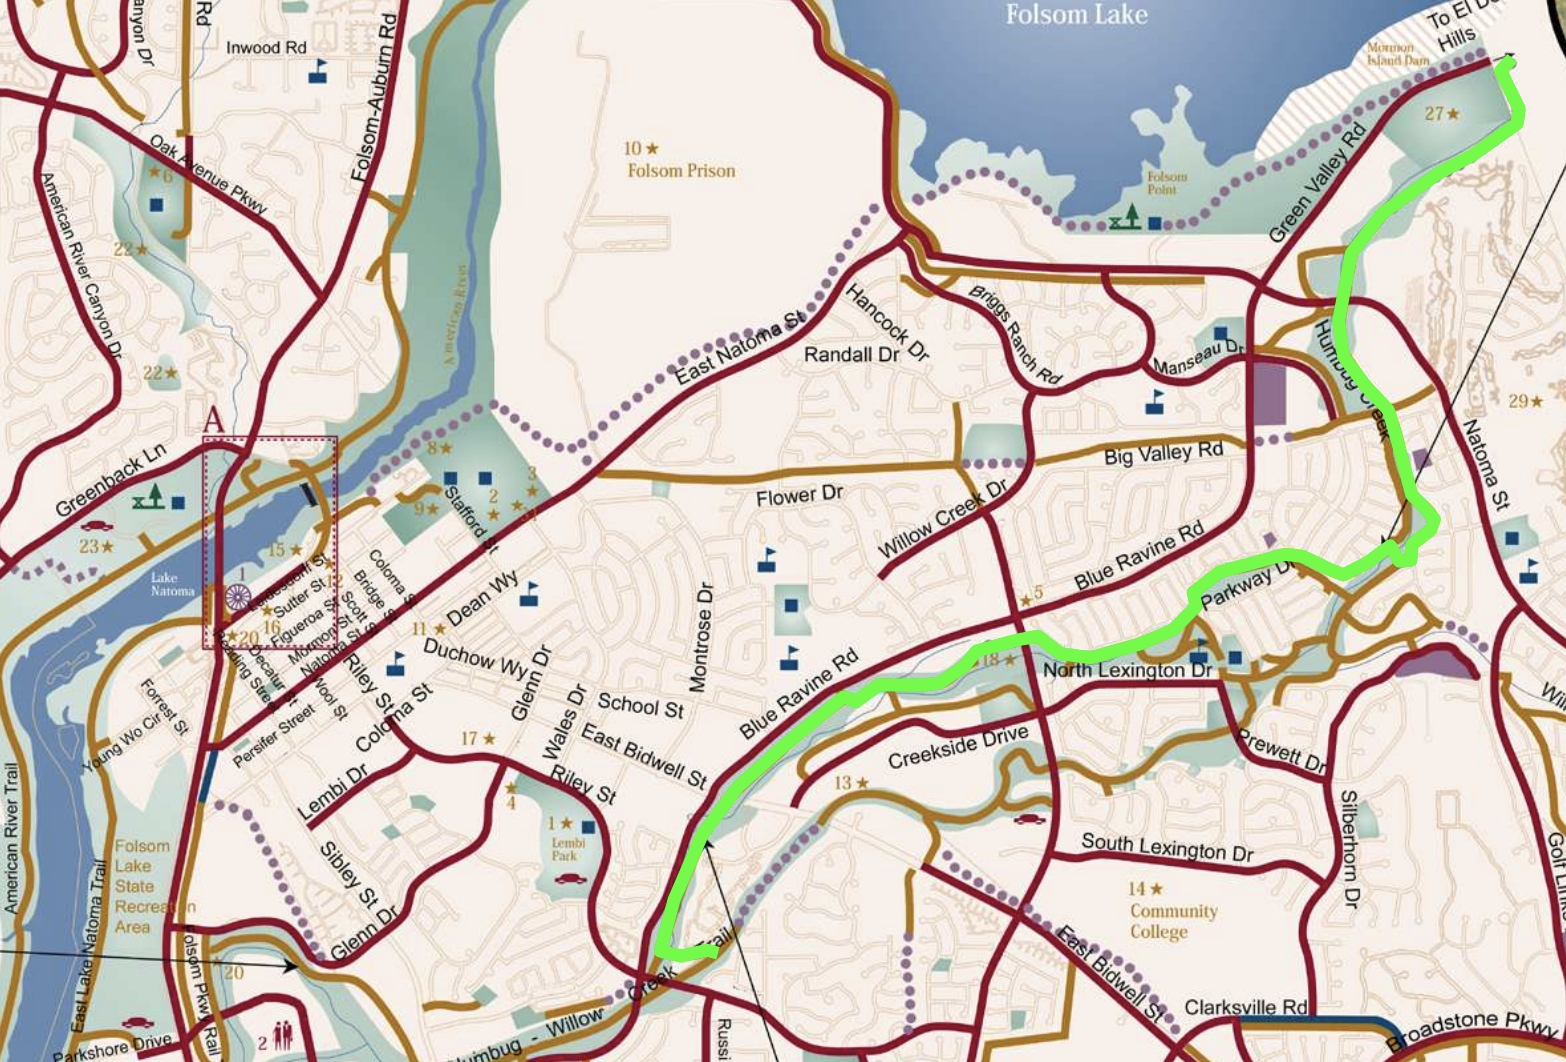 Folsom Lake
To El Do
Hills
Mormon
Island Dam
anyon Dr
Rd
Inwood Rd
Folsom-Auburn Rd
27
10
Folsom Prison
Oak Avenue Pkwy
6
Folsom
Point
Green Valley Rd
American River Canyon Dr
22
American River
Hancock Dr
Briggs Ranch Rd
East Natoma St
Randall Dr
Manseau Dr
Humbug Creek
22
29
A
Greenback Ln
8
3
Big Valley Rd
Natoma St
Stafford St
2
9
31
Flower Dr
Willow Creek Dr
23
15
Lake
Natoma
1
Coloma St
Bridge St
Scott St
12
Leidesdorff St
Sutter St
Figueroa St
Mormon St
Natoma St
16
20
Reading Street
Decatur St
Wool St
Riley St
Dean Wy
11
Duchow Wy
5
Blue Ravine Rd
Parkway Dr
Montrose Dr
18
North Lexington Dr
Forrest St
Young Wo Cir
Persifer Street
Coloma St
Glenn Dr
School St
Wales Dr
East Bidwell St
Blue Ravine Rd
Creekside Drive
Prewett Dr
Wil
17
Lembi Dr
Riley St
4
13
1
Lembi
Park
American River Trail
Folsom
Lake
State
Recreation
Area
East Lake Natoma Trail
Sibley St
Glenn Dr
South Lexington Dr
Silberhorn Dr
Golf Links
14
Community
College
20
Folsom Pkwy Rail
Trail
Creek
East Bidwell St
Clarksville Rd
Broadstone Pkwy
Parkshore Drive
2
umbug - Willow
Russi